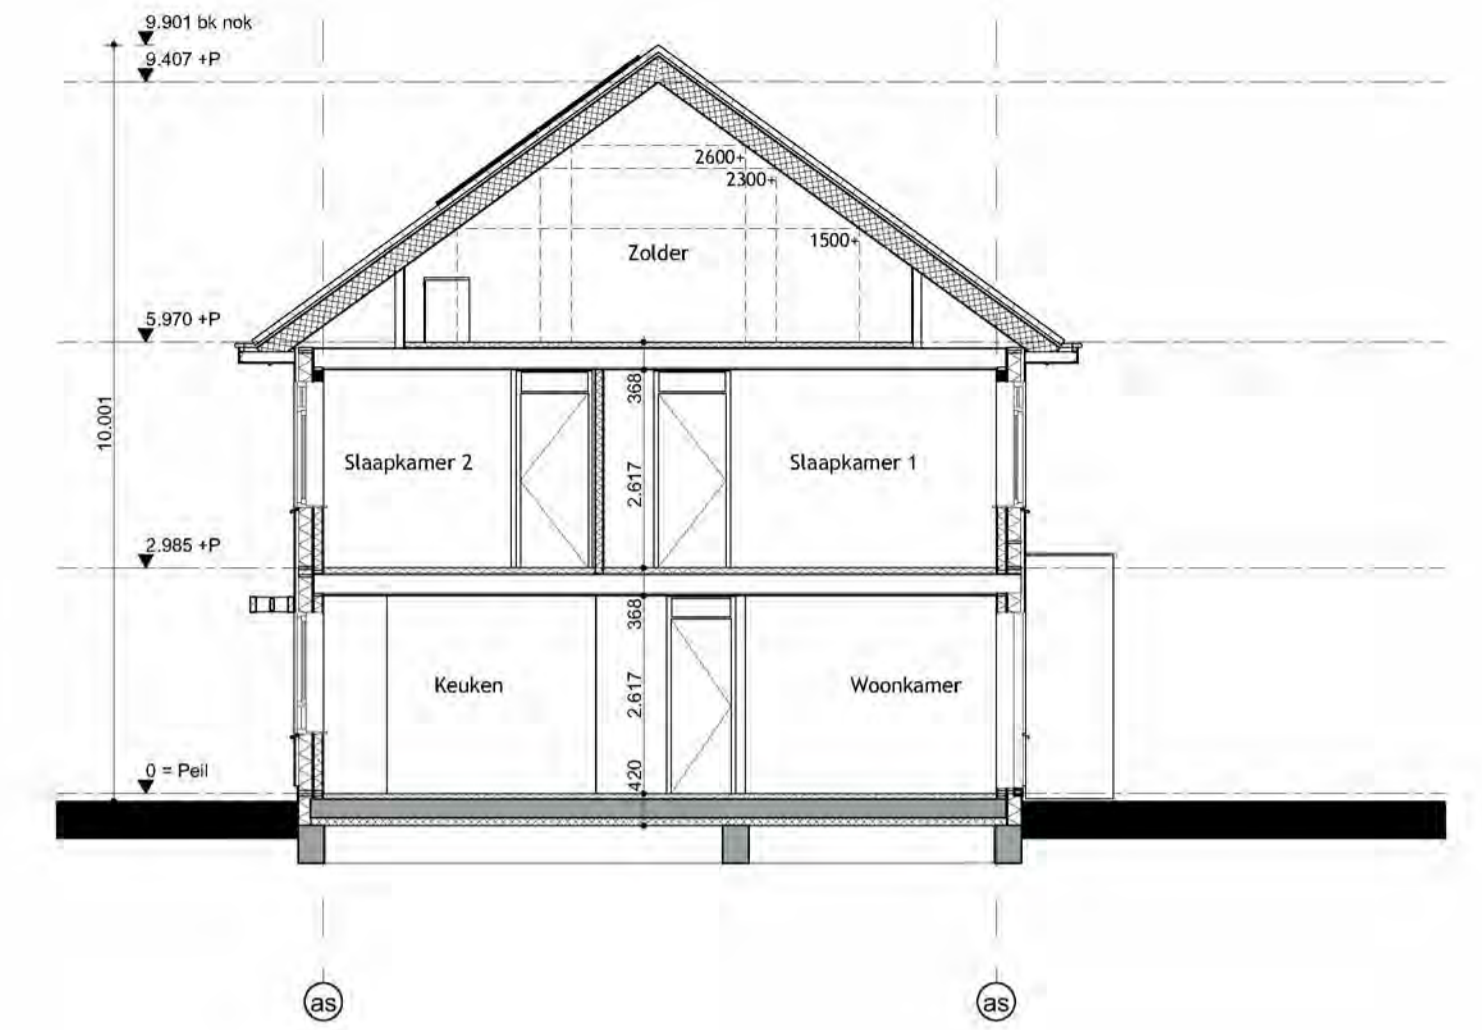 9.901 bk nok
9.407 +P
2600+
2300+
1500+
Zolder
5.970 +P
10.001
368
Slaapkamer 2
2.617
Slaapkamer 1
2.985 +P
368
Keuken
2.617
Woonkamer
0 = Peil
420
as
as